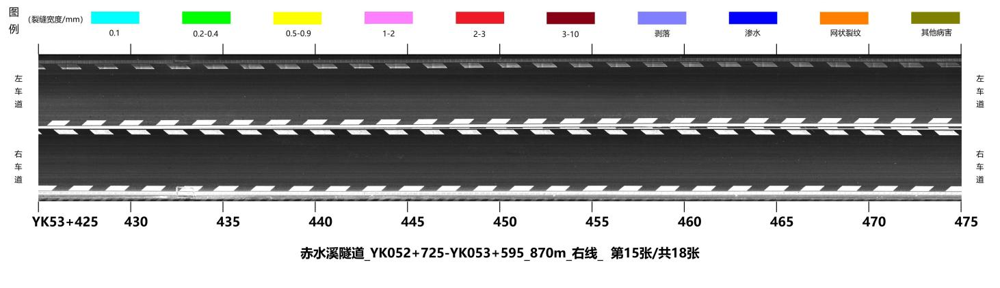 图例
(裂缝宽度/mm)
0.1 0.2-0.4 0.5-0.9 1-2 2-3 3-10 剥落 渗水 网状裂纹 其他病害
左车道
左车道
右车道
右车道
YK53+425 430 435 440 445 450 455 460 465 470 475
赤水溪隧道_YK052+725-YK053+595_870m_右线_ 第15张/共18张